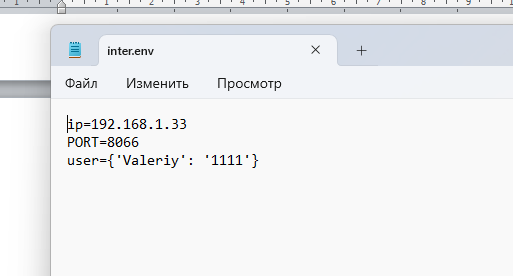 inter.env
Файл Изменить Просмотр
ip=192.168.1.33
PORT=8066
user={'Valeriy': '1111'}